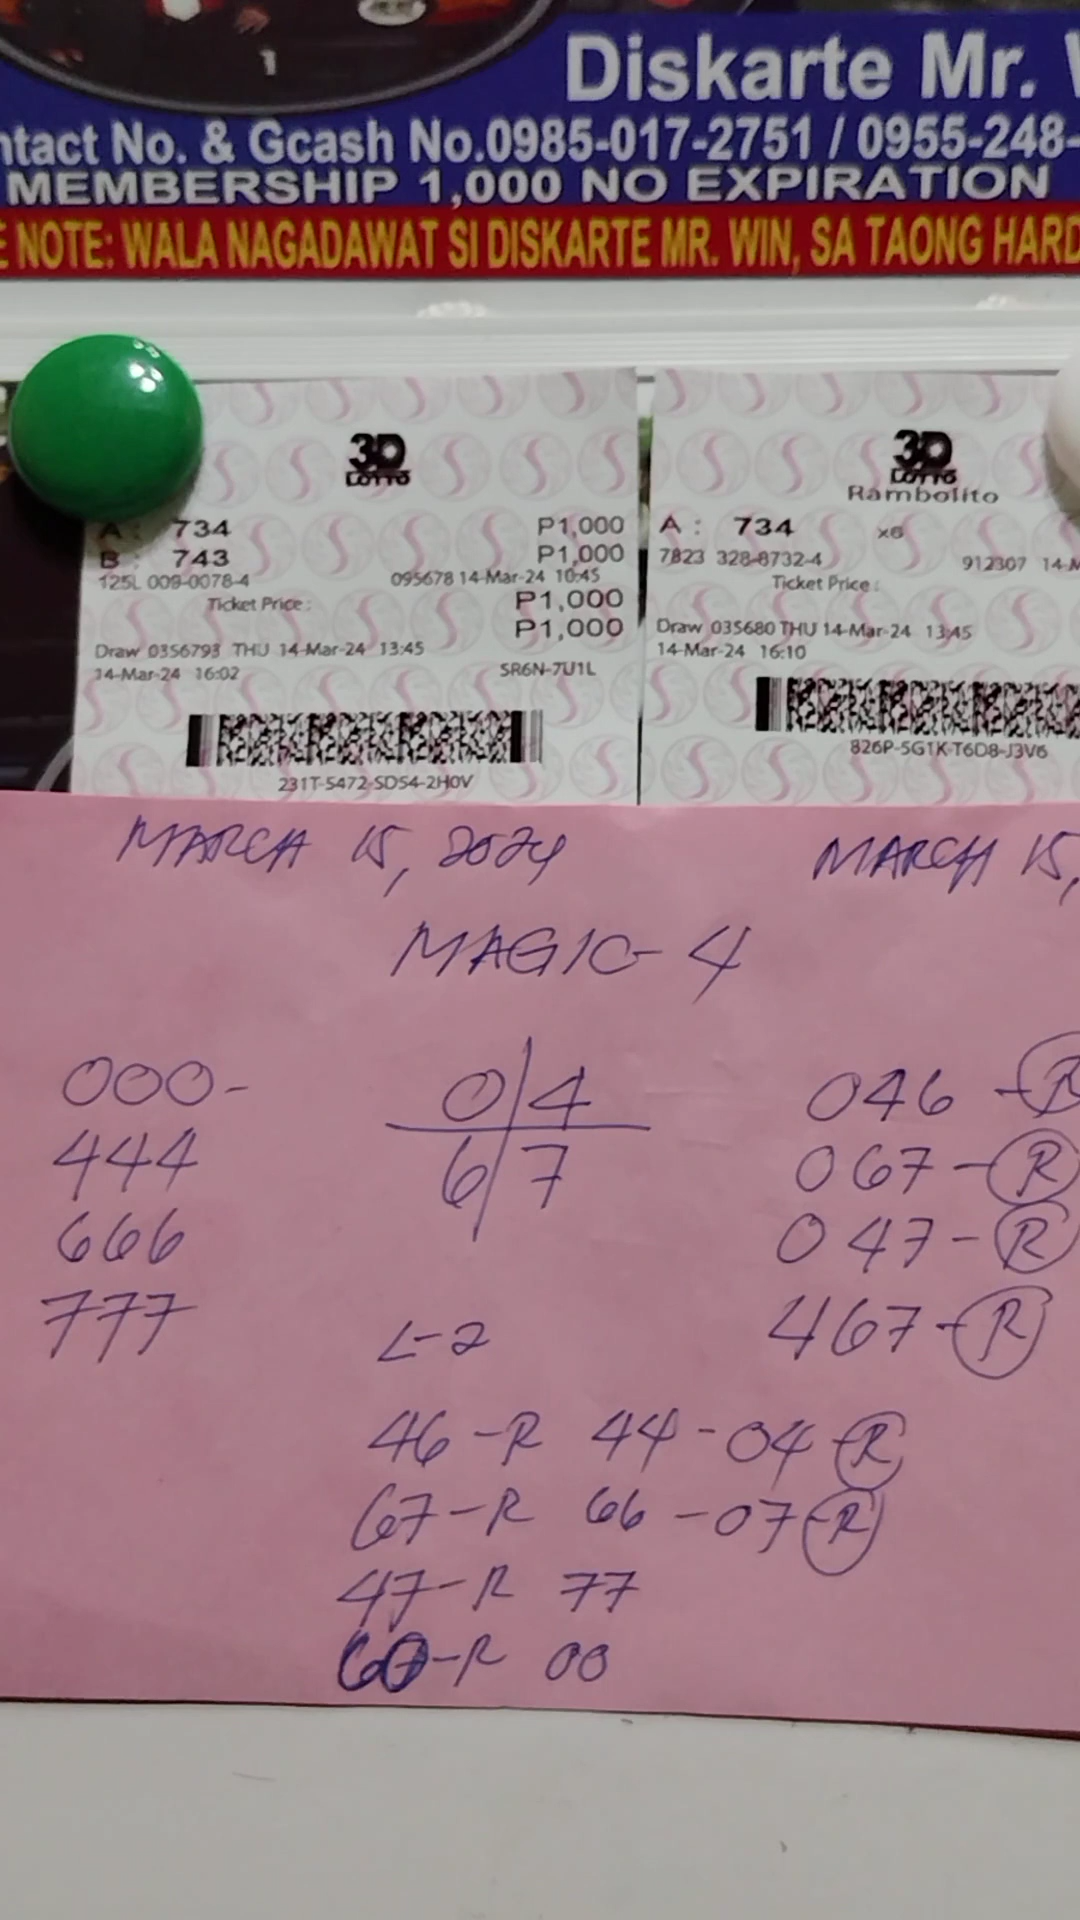 1
Diskarte Mr.
ntact No. & Gcash No.0985-017-2751 / 0955-248-
MEMBERSHIP 1,000 NO EXPIRATION
E NOTE: WALA NAGADAWAT SI DISKARTE MR. WIN, SA TAONG HARD
3D
LOTTO
A : 734 P1,000
B : 743 P1,000
125L 009-0078-4 095678 14-Mar-24 10:45
Ticket Price : P1,000
P1,000
Draw 0356793 THU 14-Mar-24 13:45
14-Mar-24 16:02 SR6N-7U1L
231T-5472-SD54-2H0V
3D
LOTTO
Rambolito
A : 734 x6
7823 328-8732-4 912307 14-M
Ticket Price :
Draw 035680 THU 14-Mar-24 13:45
14-Mar-24 16:10
826P-5G1K-T6D8-J3V6
MARCH 15, 2024 MARCH 15,
MAGIC-4
000-
444
666
777
0 4
6 7
046 - R
067 - R
047 - R
467 - R
L-2
46-R 44-04 R
67-R 66-07 R
47-R 77
60-R 00